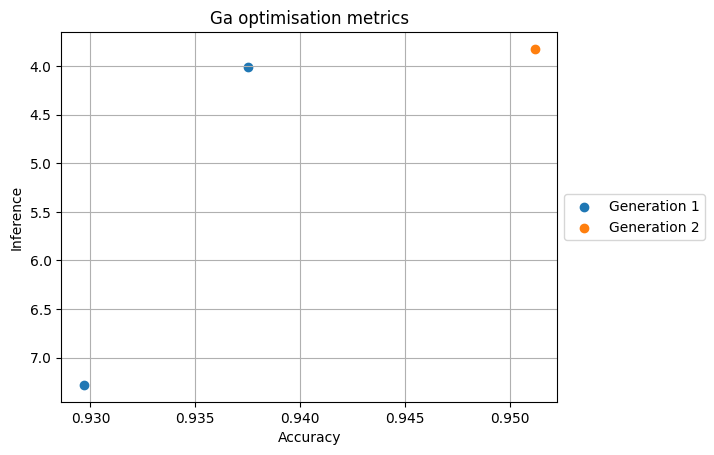 Ga optimisation metrics
Inference
4.0
4.5
5.0
5.5
6.0
6.5
7.0
0.930
0.935
0.940
0.945
0.950
Accuracy
Generation 1
Generation 2